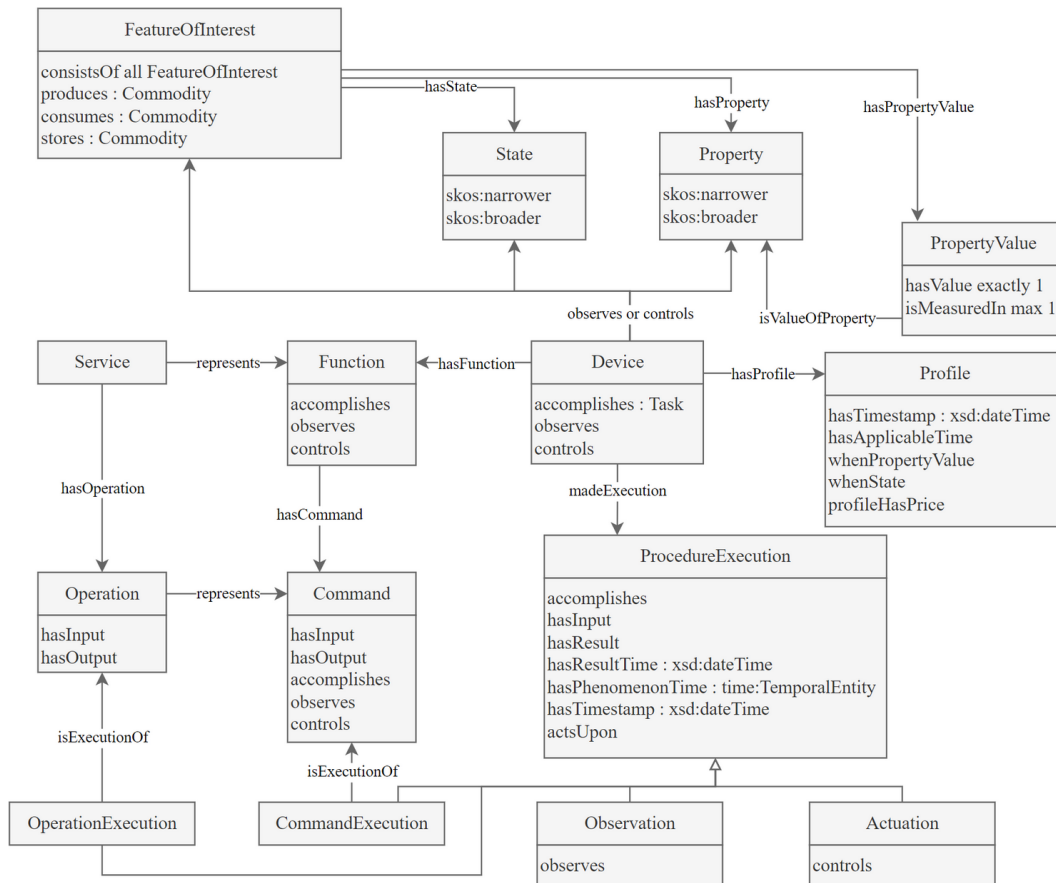 FeatureOfInterest
consistsOf all FeatureOfInterest
produces : Commodity
consumes : Commodity
stores : Commodity
hasState
hasProperty
hasPropertyValue
State
skos:narrower
skos:broader
Property
skos:narrower
skos:broader
PropertyValue
hasValue exactly 1
isMeasuredIn max 1
isValueOfProperty
observes or controls
Service
represents
Function
accomplishes
observes
controls
hasFunction
Device
accomplishes : Task
observes
controls
hasProfile
Profile
hasTimestamp : xsd:dateTime
hasApplicableTime
whenPropertyValue
whenState
profileHasPrice
hasOperation
hasCommand
madeExecution
Operation
hasInput
hasOutput
represents
Command
hasInput
hasOutput
accomplishes
observes
controls
ProcedureExecution
accomplishes
hasInput
hasResult
hasResultTime : xsd:dateTime
hasPhenomenonTime : time:TemporalEntity
hasTimestamp : xsd:dateTime
actsUpon
isExecutionOf
isExecutionOf
OperationExecution
CommandExecution
Observation
observes
Actuation
controls